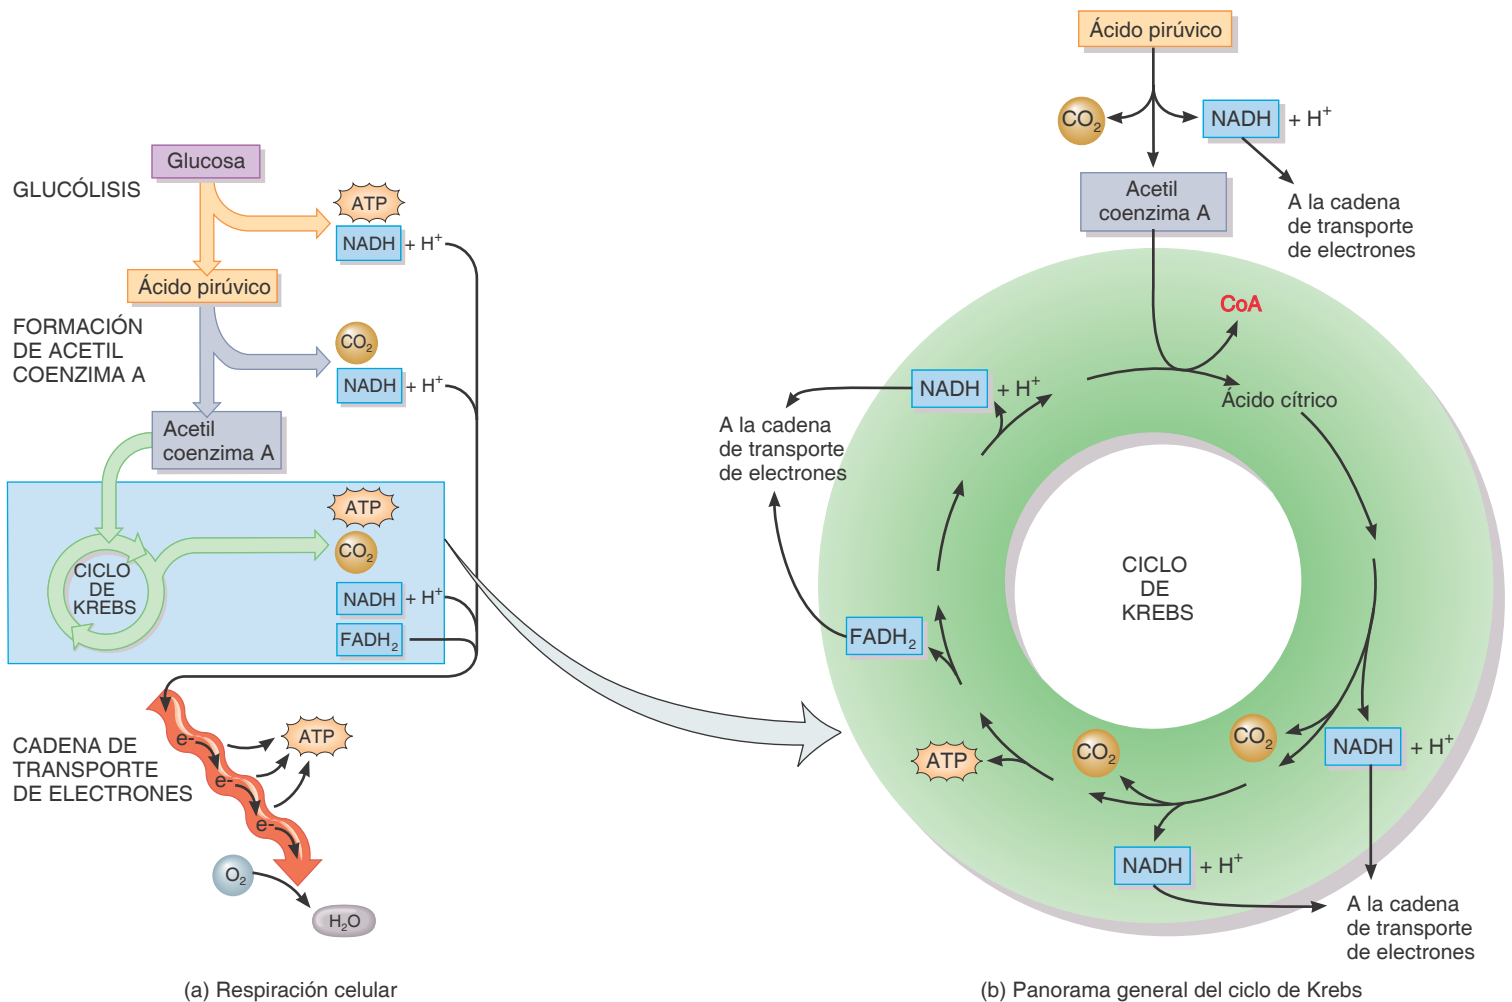 Glucosa
GLUCÓLISIS
ATP
NADH + H+
Ácido pirúvico
FORMACIÓN
DE ACETIL
COENZIMA A
CO2
NADH + H+
Acetil
coenzima A
ATP
CO2
CICLO
DE
KREBS
NADH + H+
FADH2
CADENA DE
TRANSPORTE
DE ELECTRONES
e-
e-
e-
ATP
O2
H2O
(a) Respiración celular
Ácido pirúvico
CO2
NADH + H+
Acetil
coenzima A
A la cadena
de transporte
de electrones
CoA
Ácido cítrico
NADH + H+
A la cadena
de transporte
de electrones
CICLO
DE
KREBS
FADH2
ATP
CO2
CO2
NADH + H+
NADH + H+
A la cadena
de transporte
de electrones
(b) Panorama general del ciclo de Krebs